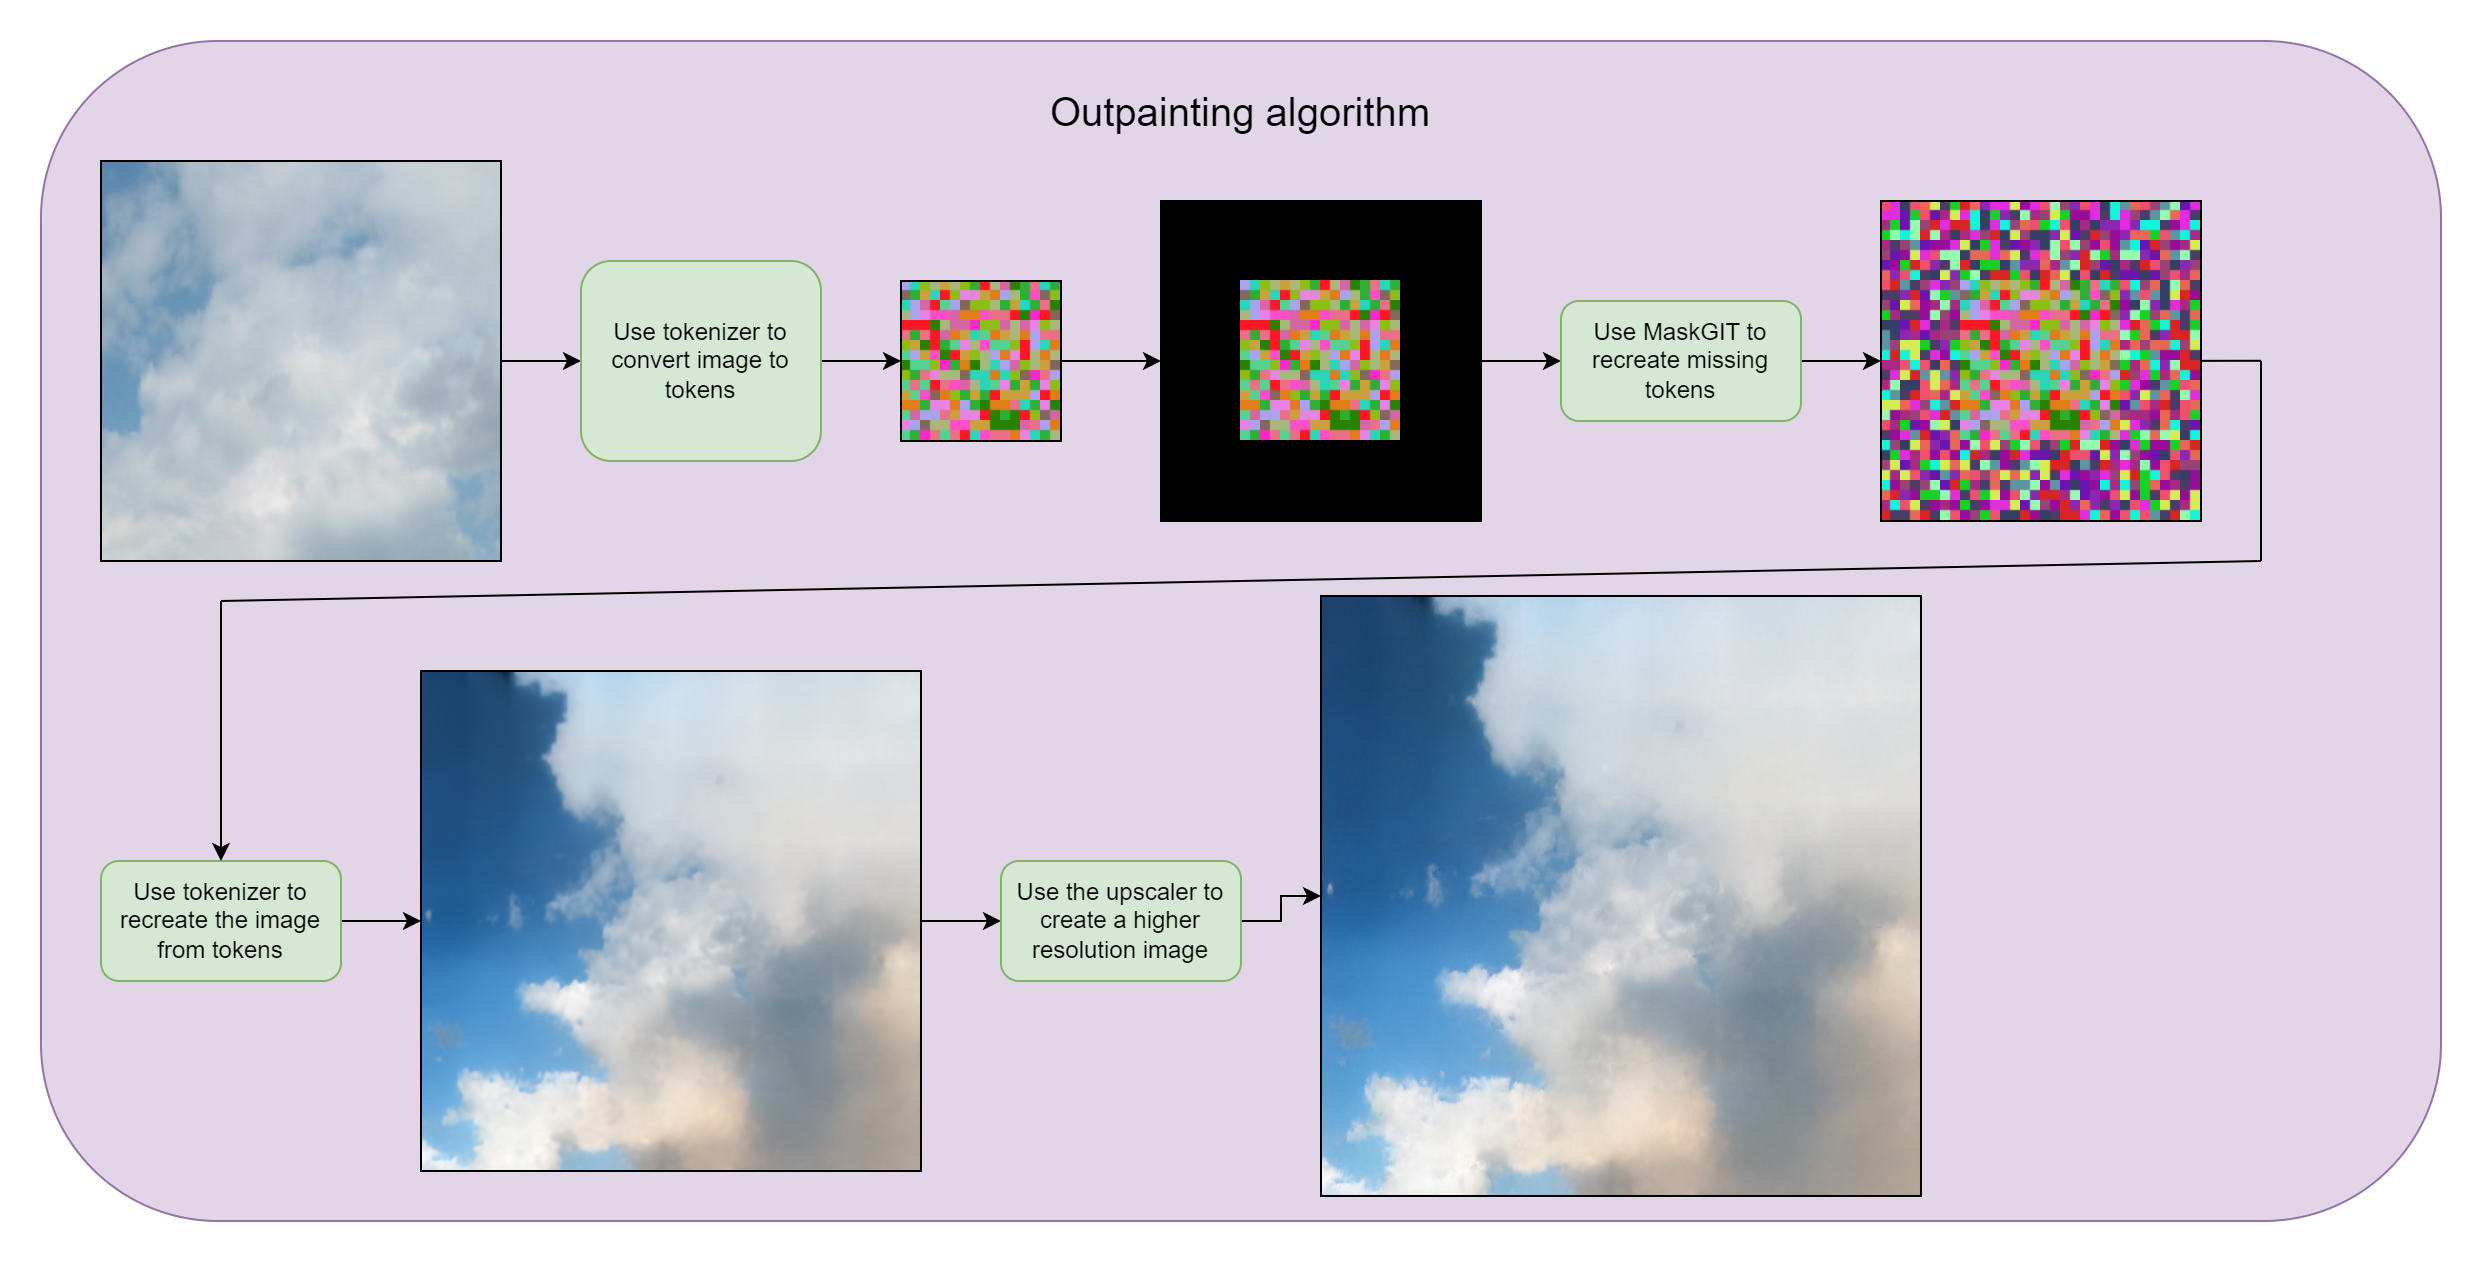 Outpainting algorithm
Use tokenizer to
convert image to
tokens
Use MaskGIT to
recreate missing
tokens
Use tokenizer to
recreate the image
from tokens
Use the upscaler to
create a higher
resolution image